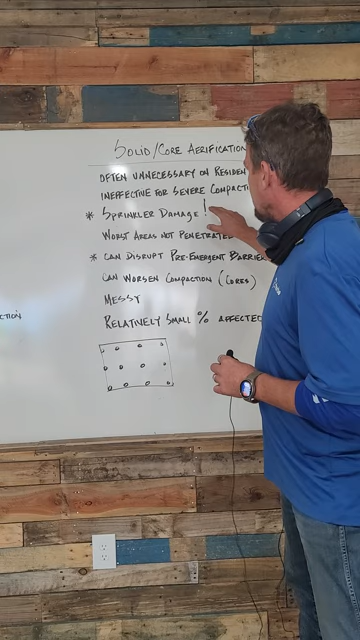 Solid/Core Aerification
Often Unnecessary on Residen
Ineffective for Severe Compacti
* Sprinkler Damage!
Worst Areas Not Penetrated
* Can Disrupt Pre-Emergent Barrier
Can Worsen Compaction (Cores)
Messy
Relatively Small % Affected
ction